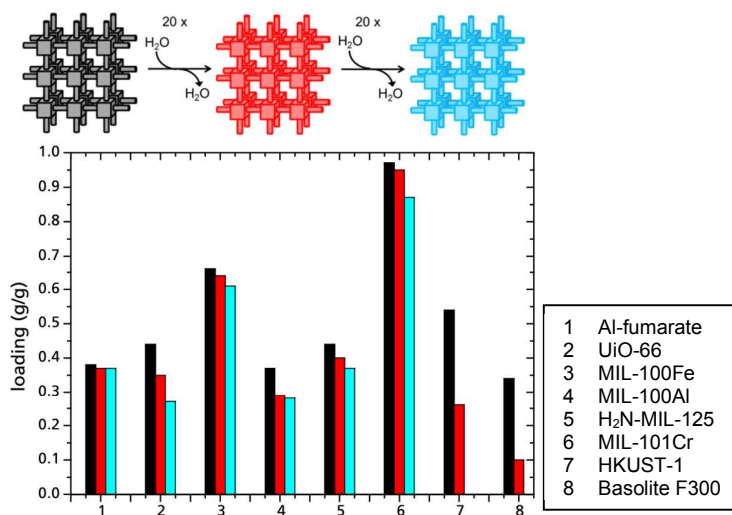 20 x
20 x
H₂O
H₂O
H₂O
H₂O
1.0
0.9
0.8
0.7
0.6
0.5
0.4
0.3
0.2
0.1
0.0
loading (g/g)
1 2 3 4 5 6 7 8
1 Al-fumarate
2 UiO-66
3 MIL-100Fe
4 MIL-100Al
5 H₂N-MIL-125
6 MIL-101Cr
7 HKUST-1
8 Basolite F300